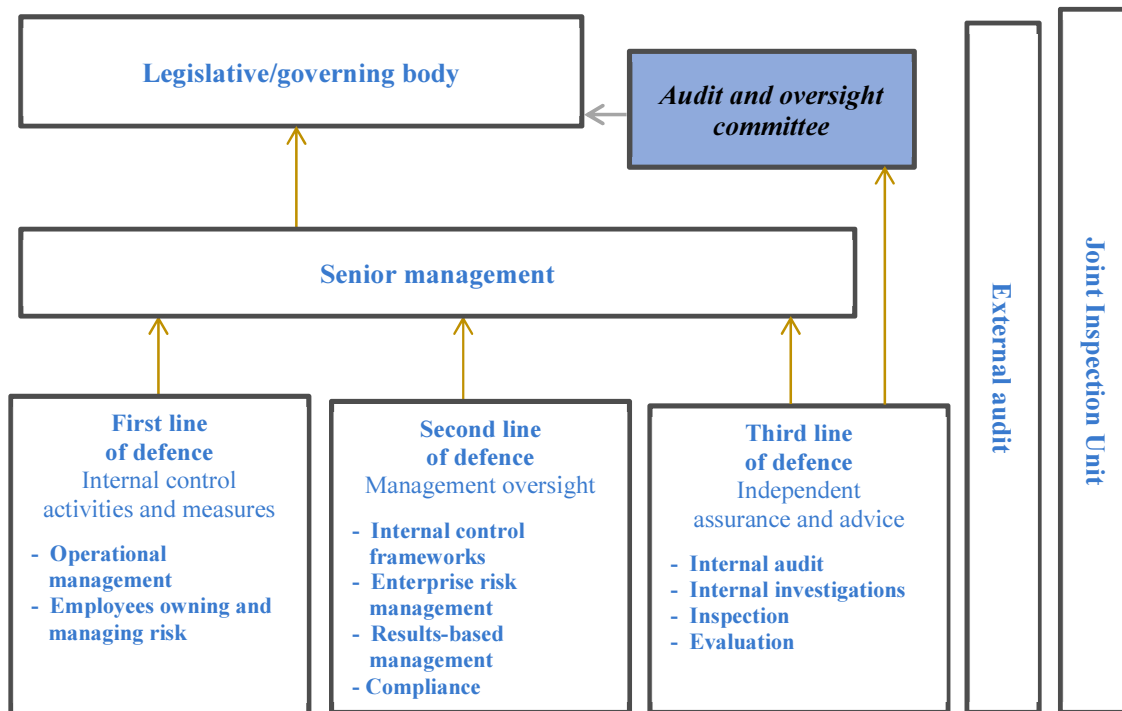 Legislative/governing body
Audit and oversight
committee
Senior management
First line
of defence
Internal control
activities and measures
- Operational
management
- Employees owning and
managing risk
Second line
of defence
Management oversight
- Internal control
frameworks
- Enterprise risk
management
- Results-based
management
- Compliance
Third line
of defence
Independent
assurance and advice
- Internal audit
- Internal investigations
- Inspection
- Evaluation
External audit
Joint Inspection Unit